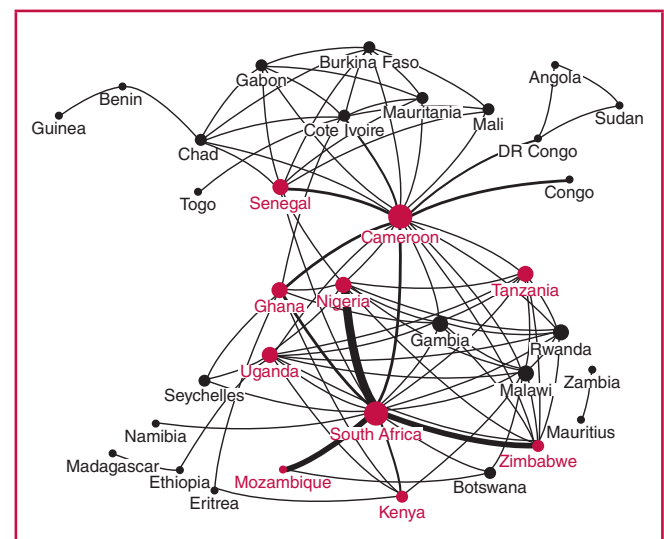 Burkina Faso
Gabon
Angola
Benin
Mauritania
Sudan
Guinea
Cote Ivoire
Mali
Chad
DR Congo
Togo
Senegal
Congo
Cameroon
Ghana
Nigeria
Tanzania
Gambia
Rwanda
Uganda
Seychelles
Malawi
Zambia
Namibia
South Africa
Mauritius
Madagascar
Ethiopia
Mozambique
Zimbabwe
Eritrea
Botswana
Kenya